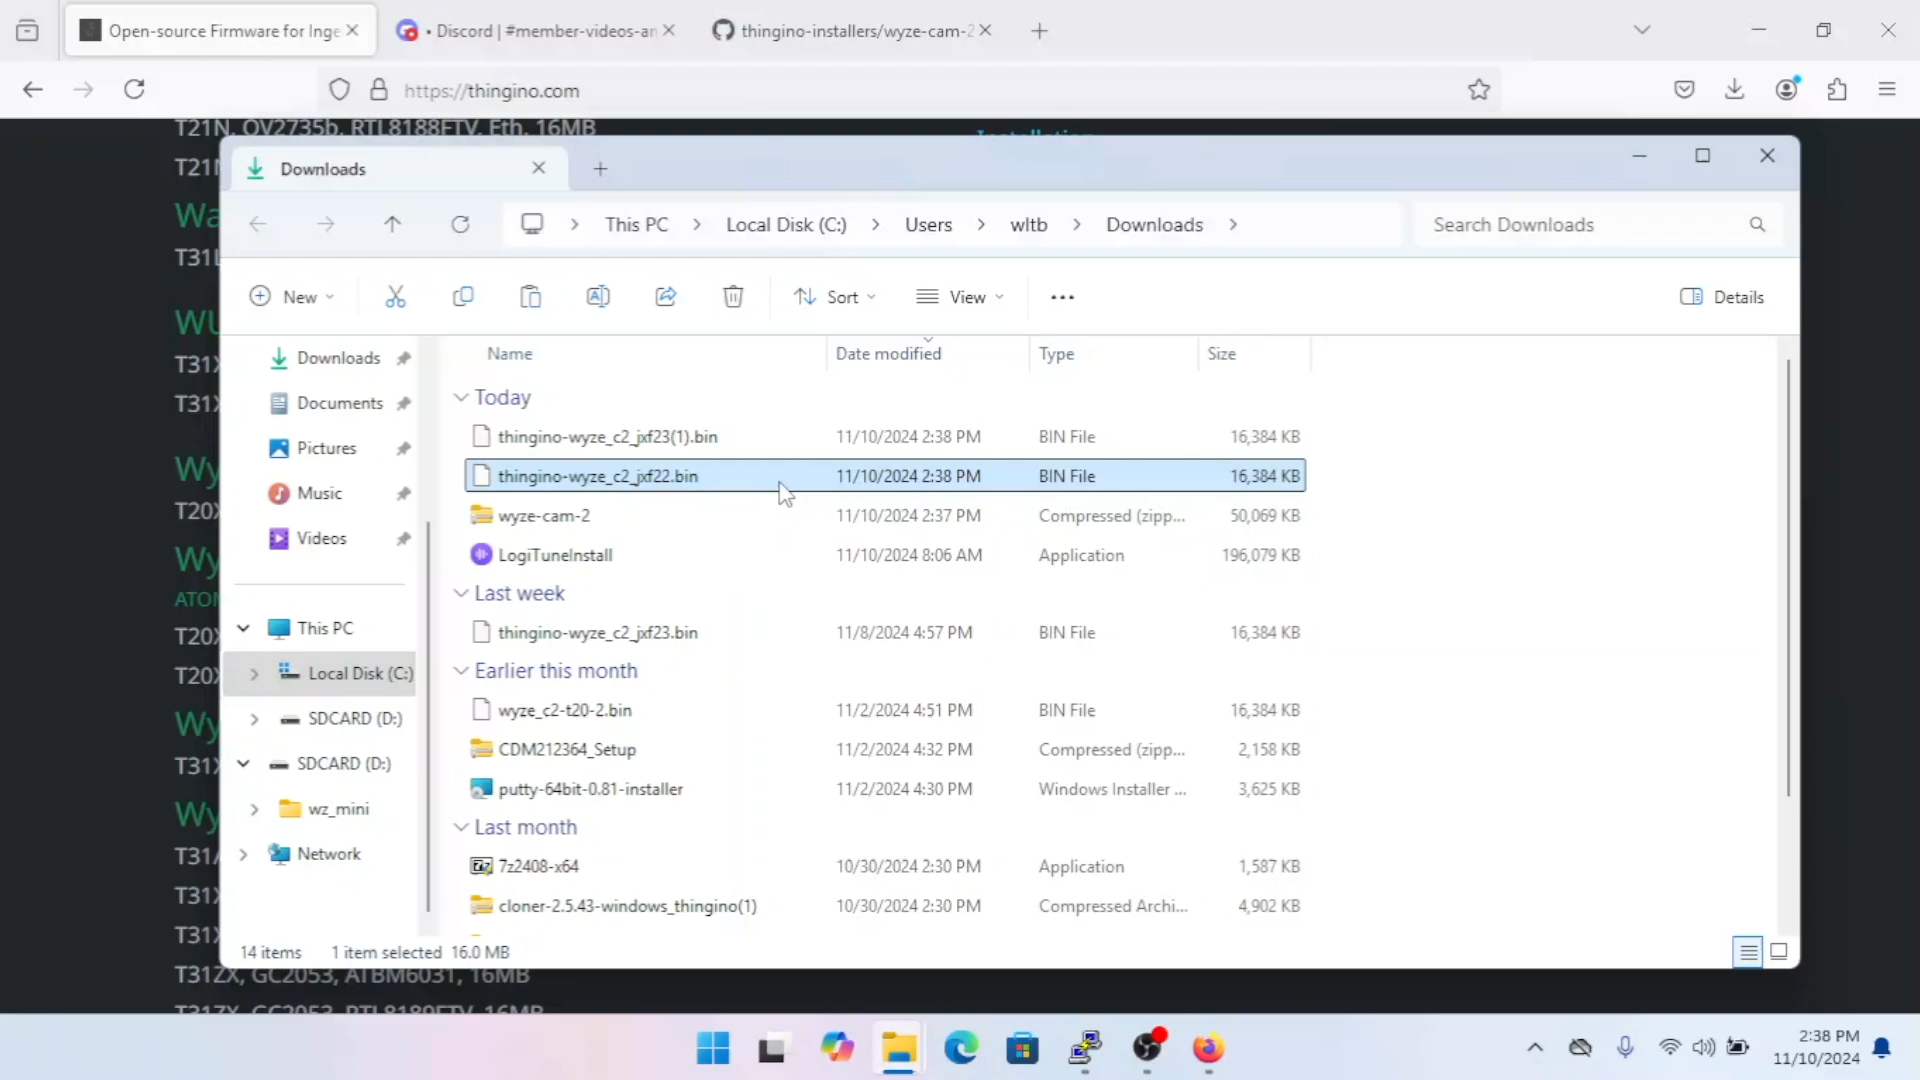 Open-source Firmware for Inge
• Discord | #member-videos-an
thingino-installers/wyze-cam-2
https://thingino.com
T21N, OV2735b, RTL8188FTV, Eth, 16MB
Installation
Downloads
This PC
Local Disk (C:)
Users
wltb
Downloads
Search Downloads
New
Sort
View
Details
Name
Date modified
Type
Size
Downloads
Documents
Pictures
Music
Videos
This PC
Local Disk (C:)
SDCARD (D:)
SDCARD (D:)
wz_mini
Network
Today
thingino-wyze_c2_jxf23(1).bin 11/10/2024 2:38 PM BIN File 16,384 KB
thingino-wyze_c2_jxf22.bin 11/10/2024 2:38 PM BIN File 16,384 KB
wyze-cam-2 11/10/2024 2:37 PM Compressed (zipp... 50,069 KB
LogiTuneInstall 11/10/2024 8:06 AM Application 196,079 KB
Last week
thingino-wyze_c2_jxf23.bin 11/8/2024 4:57 PM BIN File 16,384 KB
Earlier this month
wyze_c2-t20-2.bin 11/2/2024 4:51 PM BIN File 16,384 KB
CDM212364_Setup 11/2/2024 4:32 PM Compressed (zipp... 2,158 KB
putty-64bit-0.81-installer 11/2/2024 4:30 PM Windows Installer ... 3,625 KB
Last month
7z2408-x64 10/30/2024 2:30 PM Application 1,587 KB
cloner-2.5.43-windows_thingino(1) 10/30/2024 2:30 PM Compressed Archi... 4,902 KB
14 items 1 item selected 16.0 MB
T31ZX, GC2053, ATBM6031, 16MB
T31ZX, GC2053, RTL8189FTV, 16MB
2:38 PM
11/10/2024